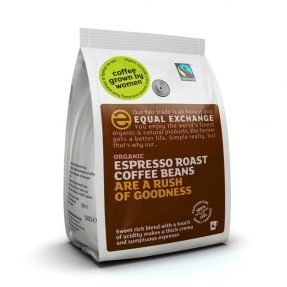 coffee
grown by
women
FAIRTRADE
Our fair trade is an honest and
EQUAL EXCHANGE
You enjoy the world's finest
organic & natural products, the farmer
gets a better life. Simple really, but
that's why our...
ORGANIC
ESPRESSO ROAST
COFFEE BEANS
ARE A RUSH
OF GOODNESS
Sweet rich blend with a touch
of acidity makes a thick crema
and sumptuous espresso